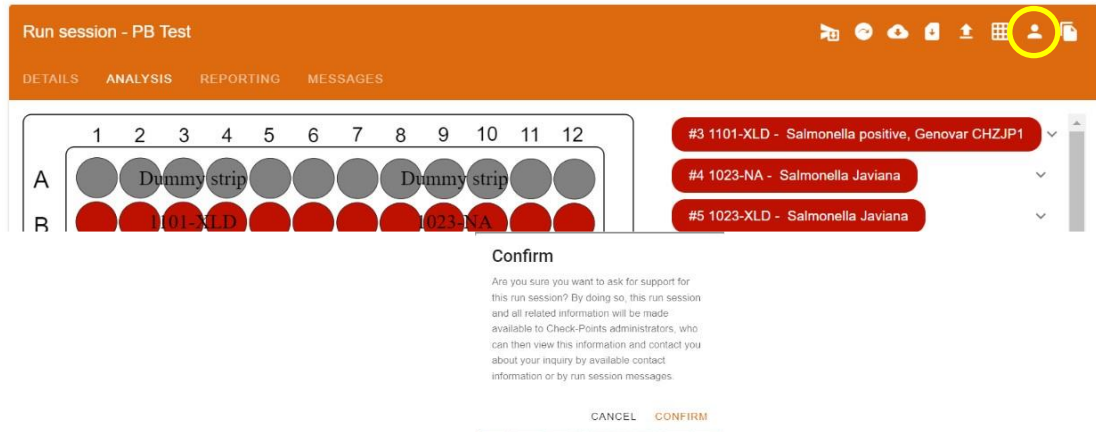 Run session - PB Test
DETAILS ANALYSIS REPORTING MESSAGES
1 2 3 4 5 6 7 8 9 10 11 12
A Dummy strip Dummy strip
B 1101-XLD 1023-NA
#3 1101-XLD - Salmonella positive, Genovar CHZJP1
#4 1023-NA - Salmonella Javiana
#5 1023-XLD - Salmonella Javiana
Confirm
Are you sure you want to ask for support for
this run session? By doing so, this run session
and all related information will be made
available to Check-Points administrators, who
can then view this information and contact you
about your inquiry by available contact
information or by run session messages.
CANCEL CONFIRM